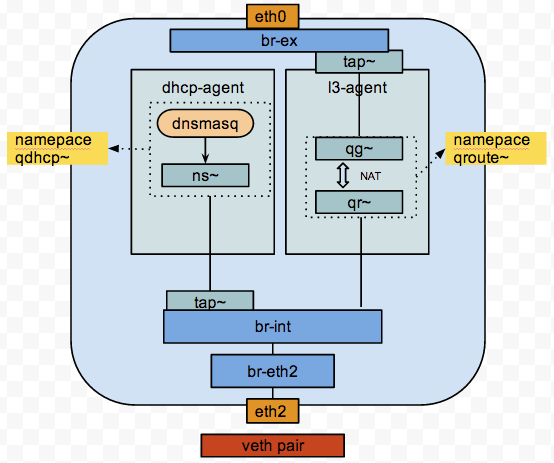 eth0
br-ex
tap~
dhcp-agent
l3-agent
dnsmasq
namepace
qdhcp~
qg~
namepace
qroute~
NAT
ns~
qr~
tap~
br-int
br-eth2
eth2
veth pair